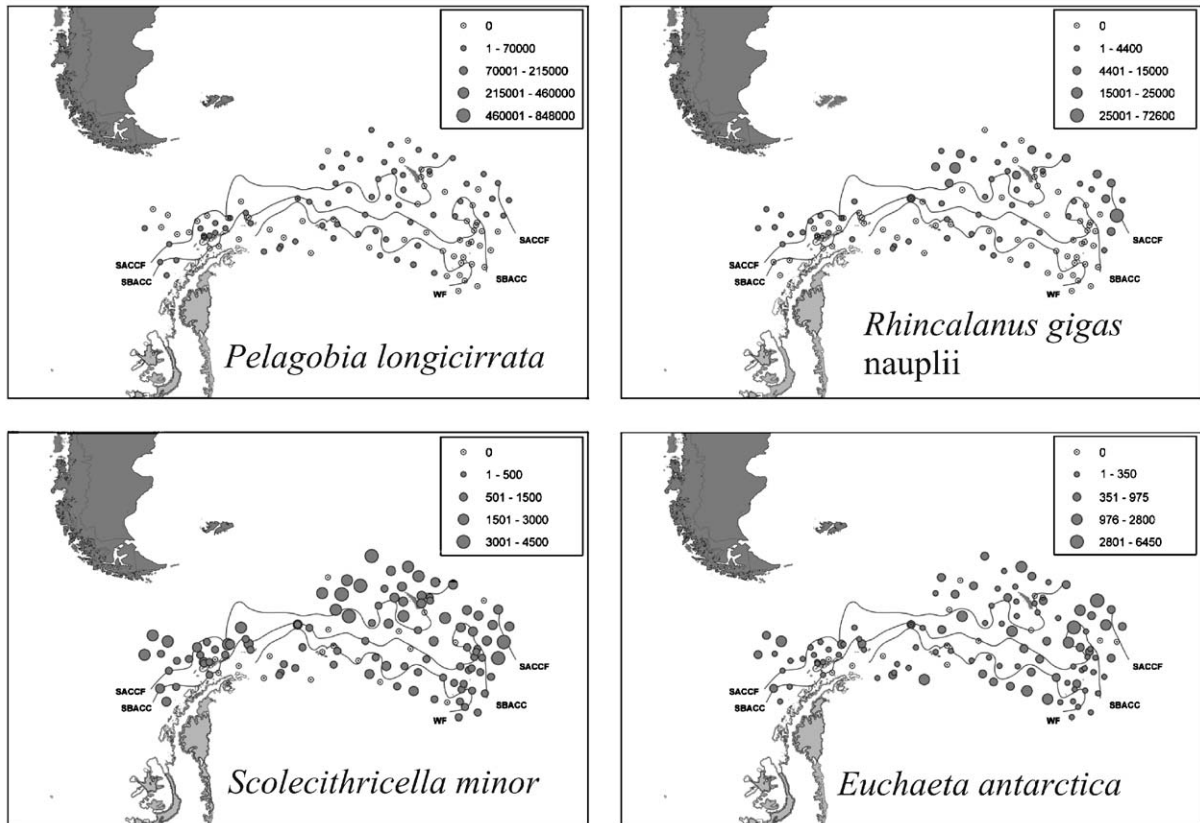 0
1 - 70000
70001 - 215000
215001 - 460000
460001 - 848000
SACCF
SACCF
SBACC
SBACC
WF
Pelagobia longicirrata
0
1 - 4400
4401 - 15000
15001 - 25000
25001 - 72600
SACCF
SACCF
SBACC
SBACC
WF
Rhincalanus gigas
nauplii
0
1 - 500
501 - 1500
1501 - 3000
3001 - 4500
SACCF
SACCF
SBACC
SBACC
WF
Scolecithricella minor
0
1 - 350
351 - 975
976 - 2800
2801 - 6450
SACCF
SACCF
SBACC
SBACC
WF
Euchaeta antarctica